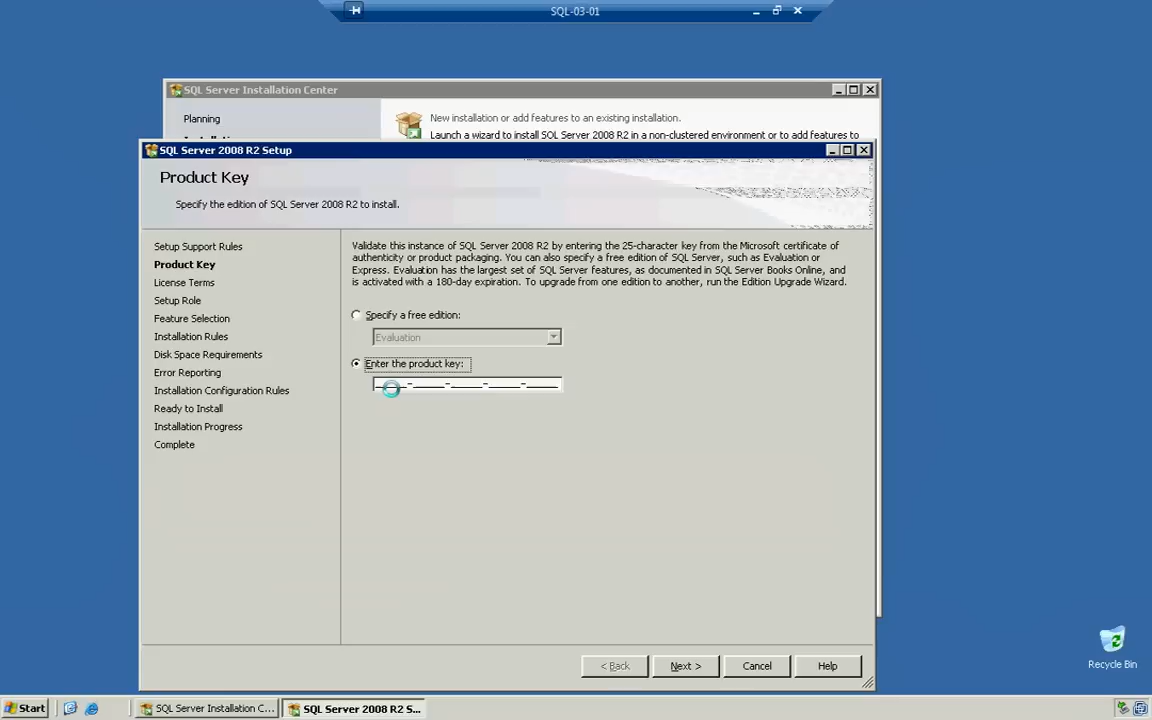 SQL-03-01
SQL Server Installation Center
Planning
New installation or add features to an existing installation.
Launch a wizard to install SQL Server 2008 R2 in a non-clustered environment or to add features to
SQL Server 2008 R2 Setup
Product Key
Specify the edition of SQL Server 2008 R2 to install.
Setup Support Rules
Product Key
License Terms
Setup Role
Feature Selection
Installation Rules
Disk Space Requirements
Error Reporting
Installation Configuration Rules
Ready to Install
Installation Progress
Complete
Validate this instance of SQL Server 2008 R2 by entering the 25-character key from the Microsoft certificate of
authenticity or product packaging. You can also specify a free edition of SQL Server, such as Evaluation or
Express. Evaluation has the largest set of SQL Server features, as documented in SQL Server Books Online, and
is activated with a 180-day expiration. To upgrade from one edition to another, run the Edition Upgrade Wizard.
Specify a free edition:
Evaluation
Enter the product key:
< Back
Next >
Cancel
Help
Recycle Bin
Start
SQL Server Installation C...
SQL Server 2008 R2 S...